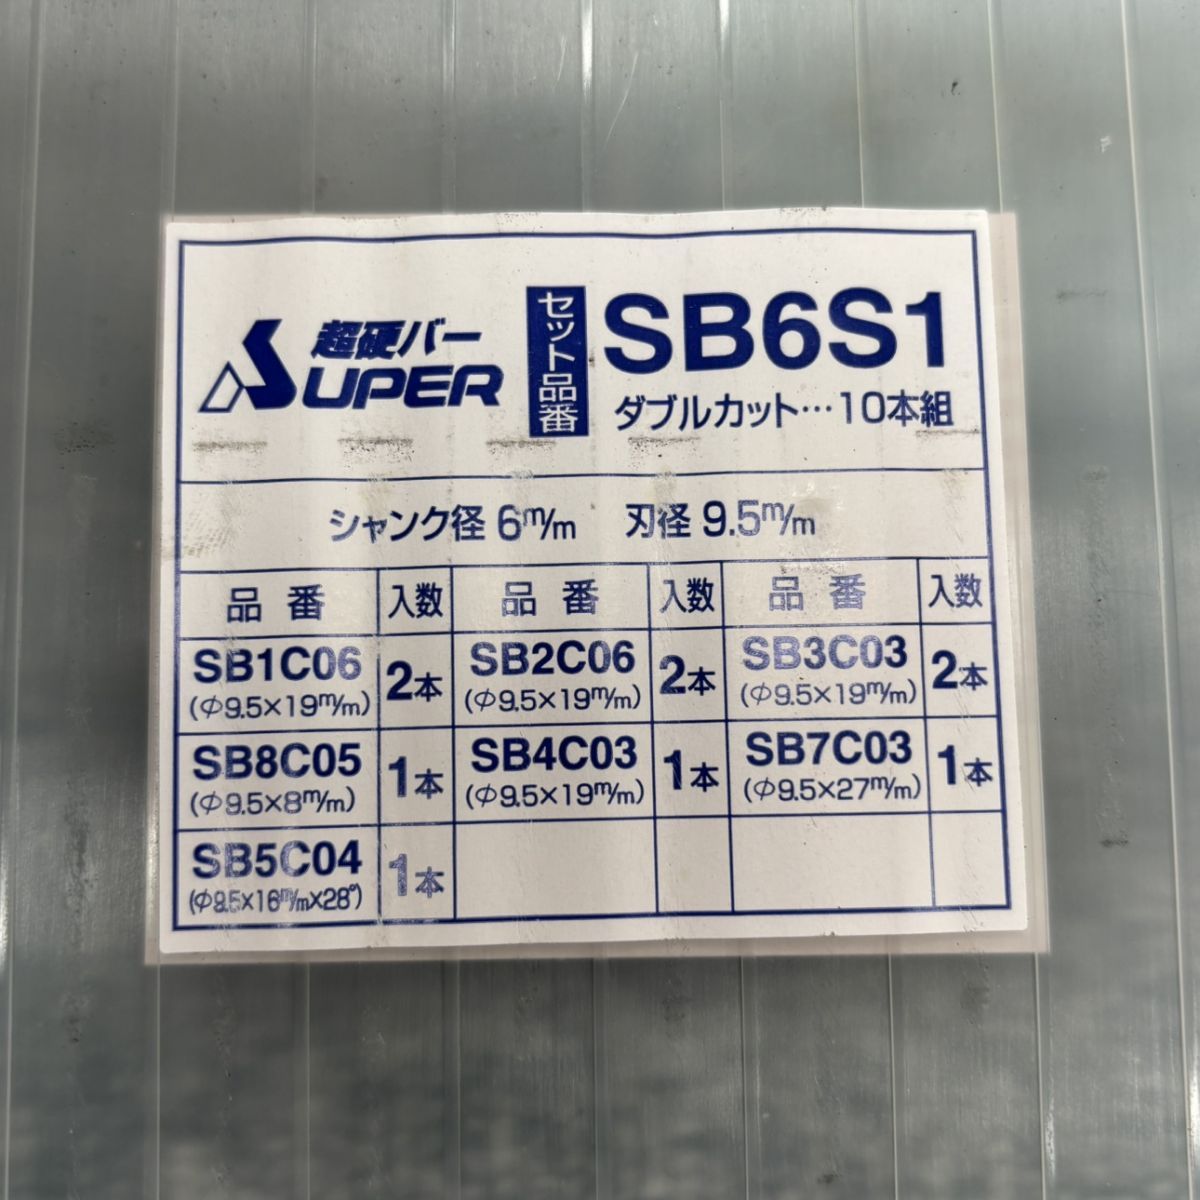 超硬バー
SUPER
セット品番
SB6S1
ダブルカット…10本組
シャンク径 6m/m 刃径 9.5m/m
品番 入数 品番 入数 品番 入数
SB1C06 2本 SB2C06 2本 SB3C03 2本
(Φ9.5×19m/m) (Φ9.5×19m/m) (Φ9.5×19m/m)
SB8C05 1本 SB4C03 1本 SB7C03 1本
(Φ9.5×8m/m) (Φ9.5×19m/m) (Φ9.5×27m/m)
SB5C04 1本
(Φ9.5×16m/m×28°)